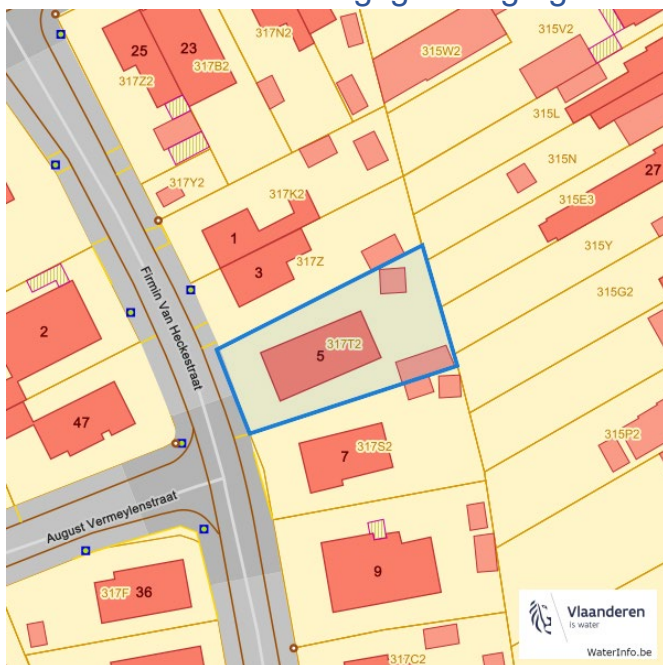 25
23
317Z2
317B2
317N2
315W2
315V2
315L
317Y2
317K2
315N
315E3
27
1
3
317Z
315Y
315G2
Firmin Van Heckestraat
2
5
317T2
47
7
317S2
315P2
August Vermeylenstraat
9
317F
36
317C2
Vlaanderen
is water
WaterInfo.be